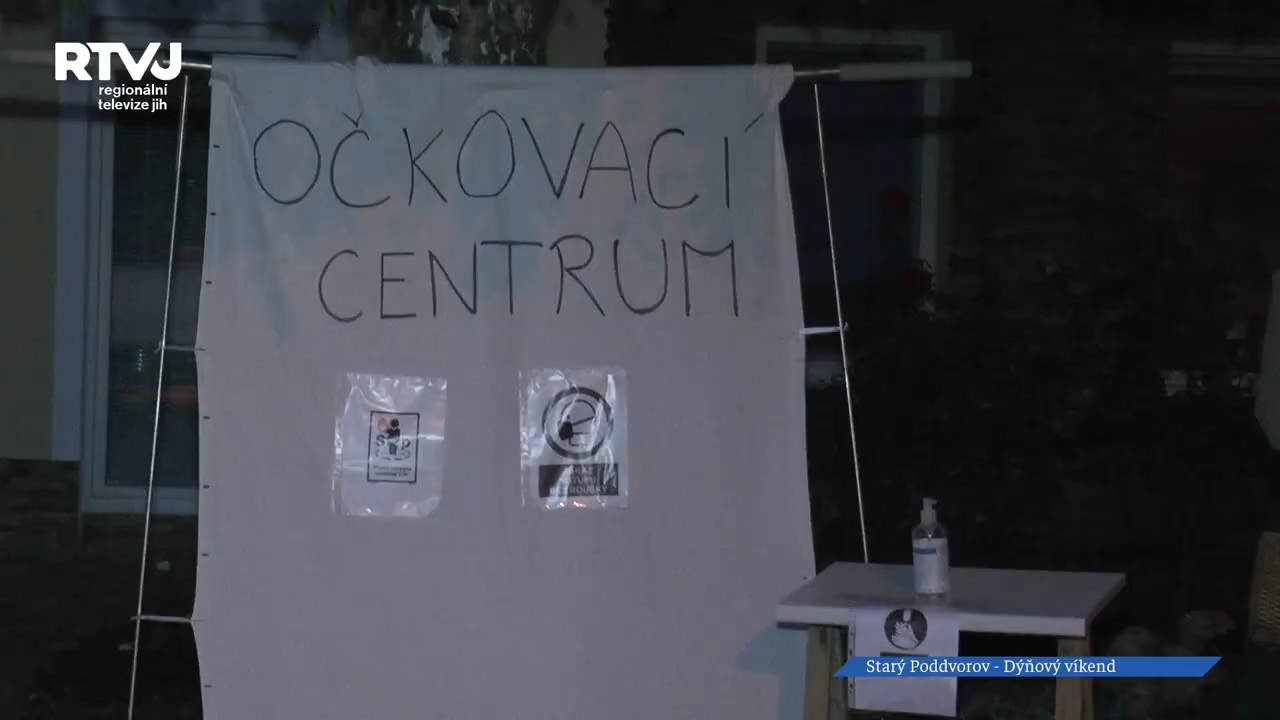 RTVJ
regionální
televize jih
OČKOVACÍ
CENTRUM
Starý Poddvorov - Dýňový víkend